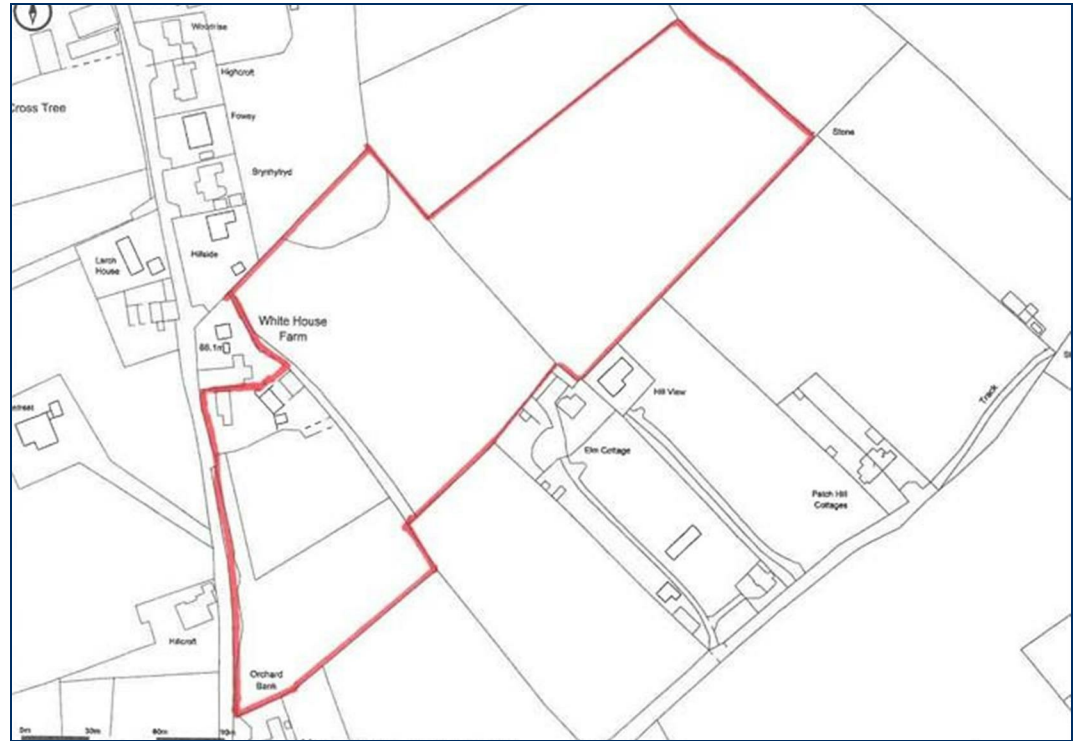 Woodrise
Highcroft
Cross Tree
Fowey
Stone
Brynhyfryd
Hillside
Larch
House
White House
Farm
66.1m
Track
Hill View
Elm Cottage
Patch Hill
Cottages
Hillcroft
Orchard
Bank
0m
30m
60m